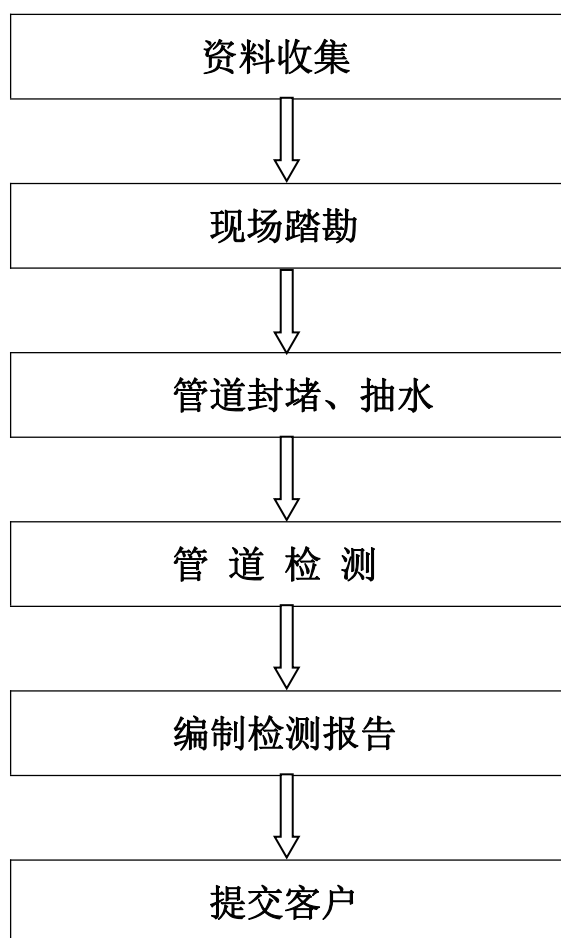 资料收集
现场踏勘
管道封堵、抽水
管 道 检 测
编制检测报告
提交客户